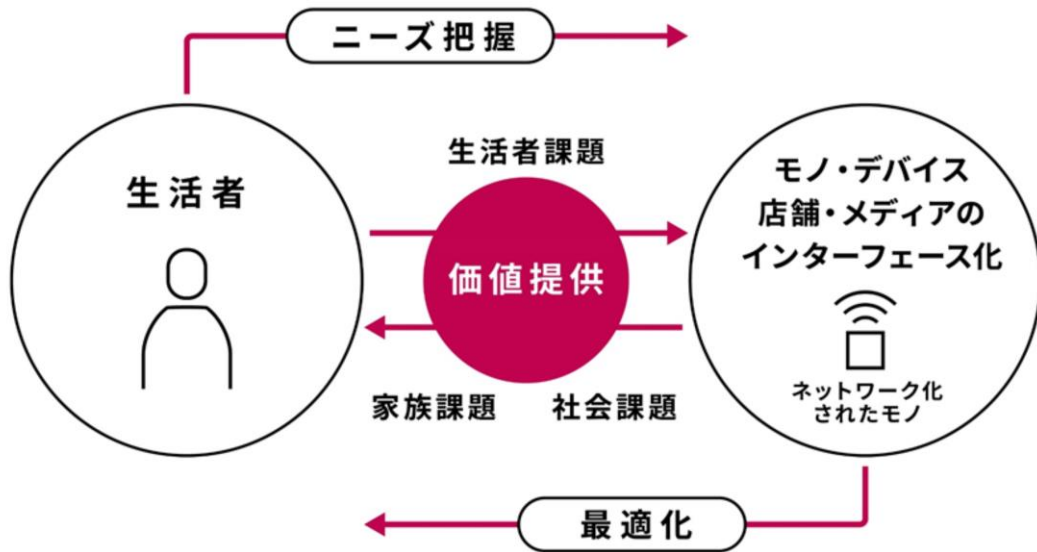 ニーズ把握
生活者
生活者課題
価値提供
家族課題
社会課題
モノ・デバイス
店舗・メディアの
インターフェース化
ネットワーク化
されたモノ
最適化